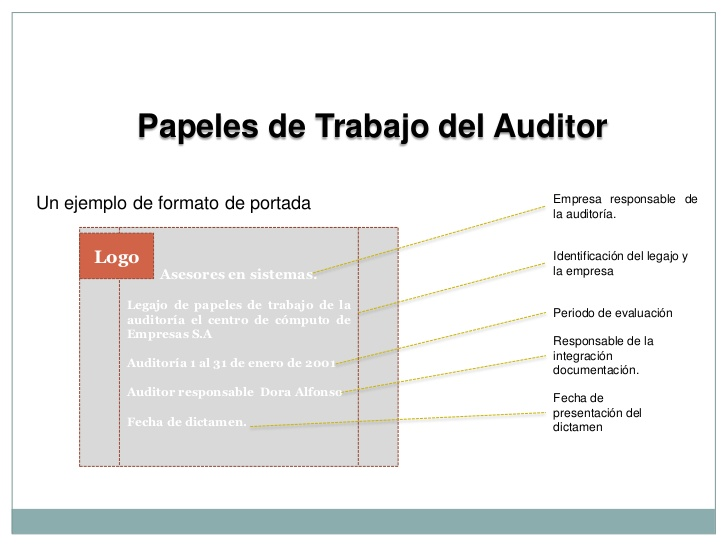 Papeles de Trabajo del Auditor
Un ejemplo de formato de portada
Logo
Asesores en sistemas.
Legajo de papeles de trabajo de la
auditoría el centro de cómputo de
Empresas S.A
Auditoría 1 al 31 de enero de 2001
Auditor responsable Dora Alfonso
Fecha de dictamen.
Empresa responsable de
la auditoría.
Identificación del legajo y
la empresa
Periodo de evaluación
Responsable de la
integración
documentación.
Fecha de
presentación del
dictamen